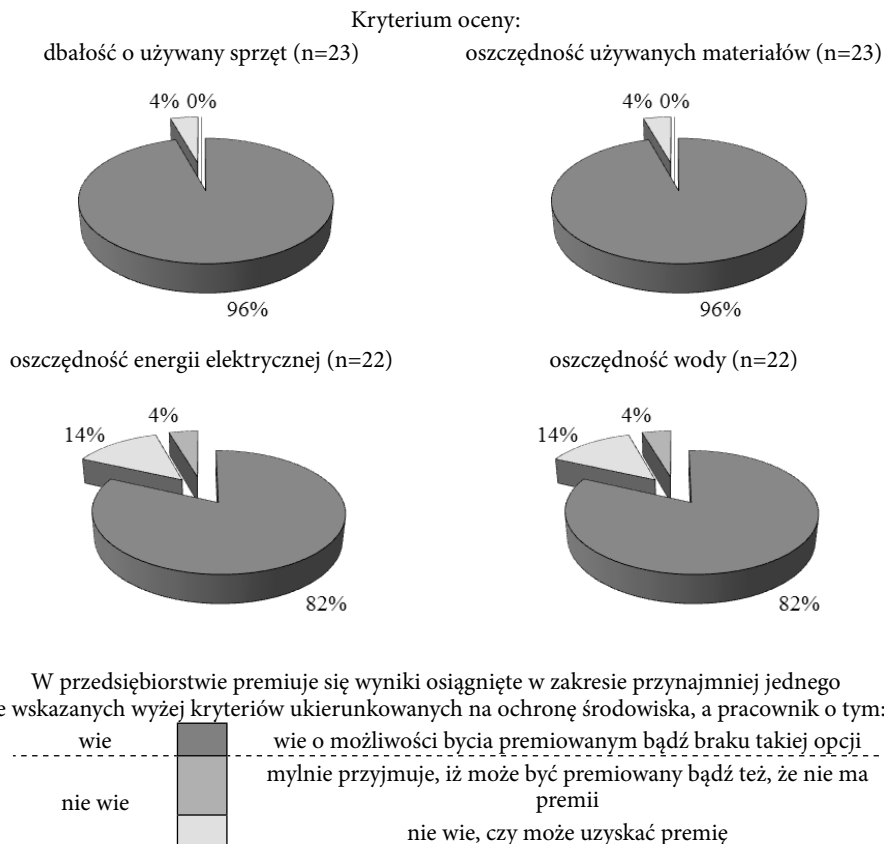 Kryterium oceny:
dbałość o używany sprzęt (n=23)
oszczędność używanych materiałów (n=23)
4% 0%
4% 0%
96%
96%
oszczędność energii elektrycznej (n=22)
oszczędność wody (n=22)
4%
14%
4%
14%
82%
82%
W przedsiębiorstwie premiuje się wyniki osiągnięte w zakresie przynajmniej jednego
e wskazanych wyżej kryteriów ukierunkowanych na ochronę środowiska, a pracownik o tym:
wie
wie o możliwości bycia premiowanym bądź braku takiej opcji
mylnie przyjmuje, iż może być premiowany bądź też, że nie ma
premii
nie wie
nie wie, czy może uzyskać premię